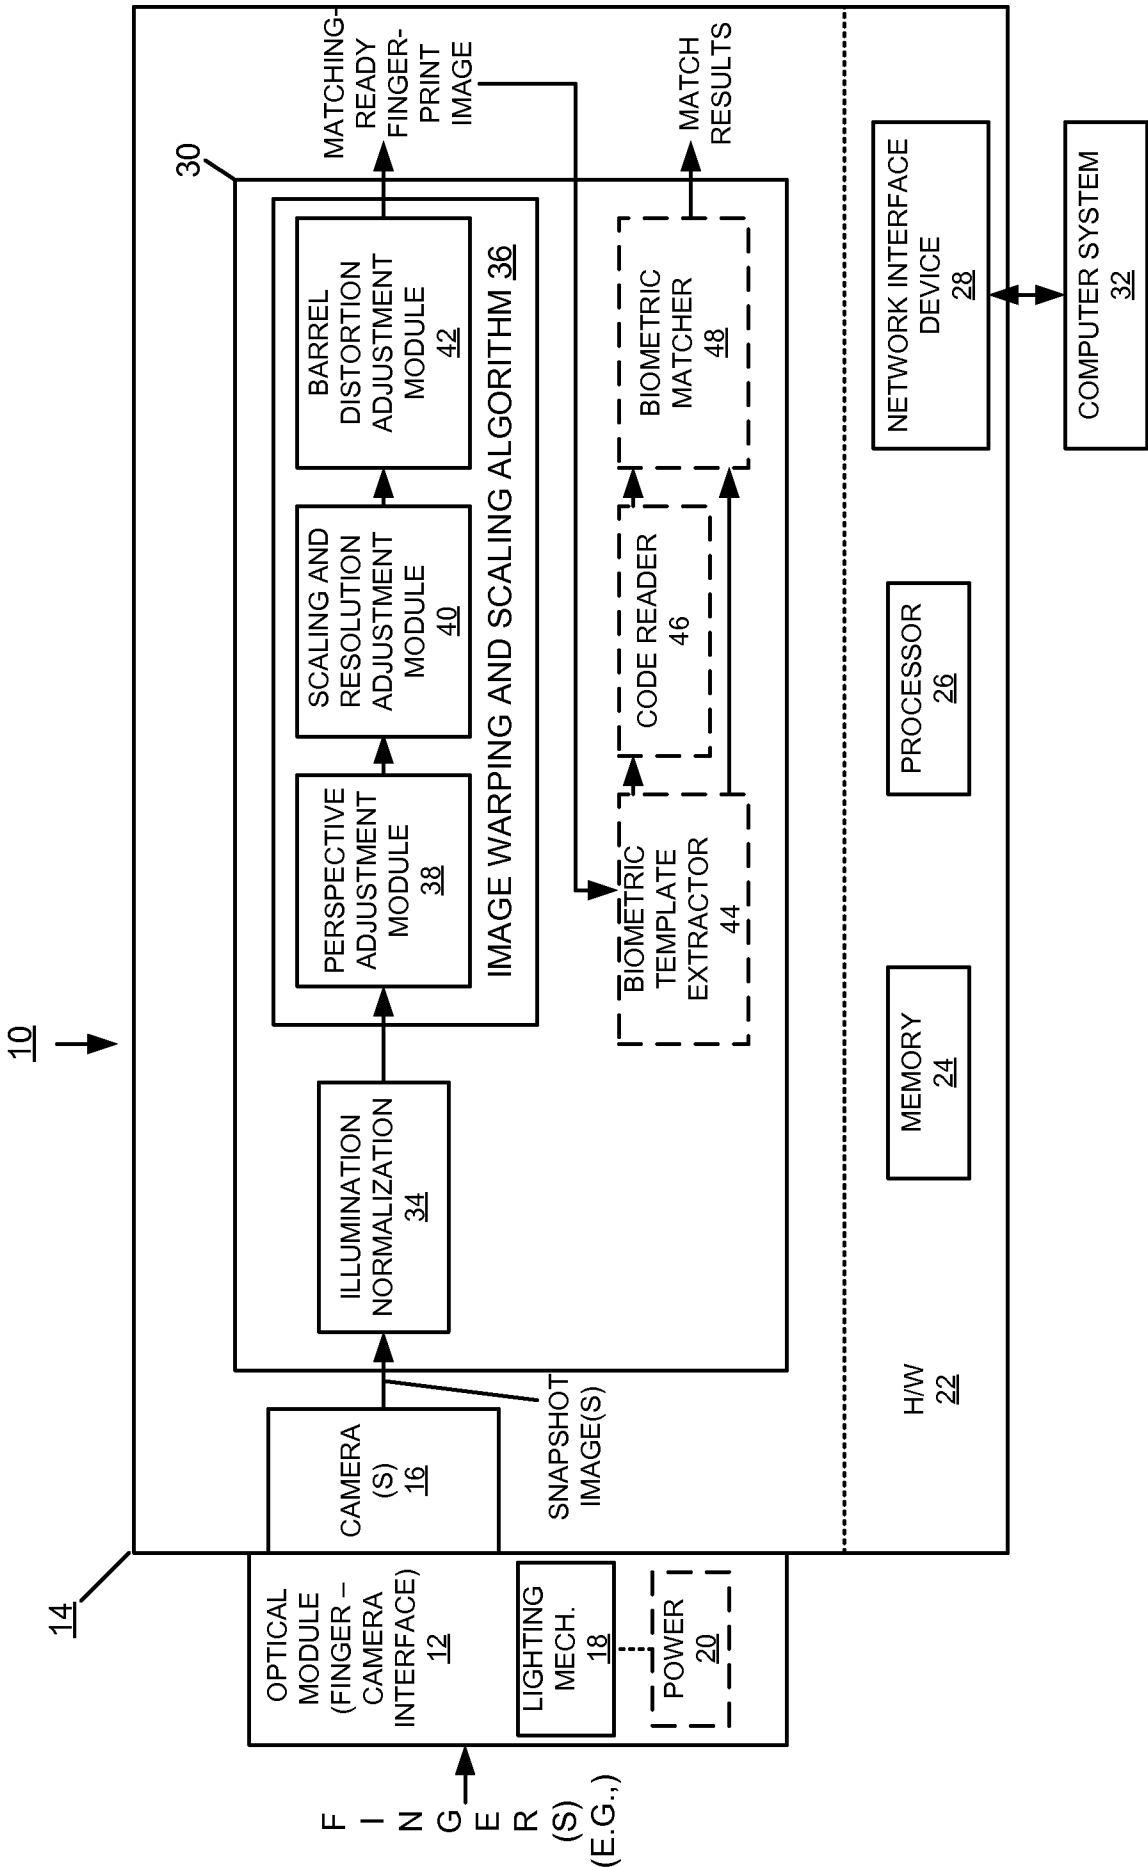 10
14
30
F
I
N
G
E
R
(S)
(E.G.,)
OPTICAL
MODULE
(FINGER –
CAMERA
INTERFACE)
12
LIGHTING
MECH.
18
POWER
20
CAMERA
(S)
16
SNAPSHOT
IMAGE(S)
ILLUMINATION
NORMALIZATION
34
PERSPECTIVE
ADJUSTMENT
MODULE
38
SCALING AND
RESOLUTION
ADJUSTMENT
MODULE
40
BARREL
DISTORTION
ADJUSTMENT
MODULE
42
IMAGE WARPING AND SCALING ALGORITHM 36
MATCHING-
READY
FINGER-
PRINT
IMAGE
BIOMETRIC
TEMPLATE
EXTRACTOR
44
CODE READER
46
BIOMETRIC
MATCHER
48
MATCH
RESULTS
H/W
22
MEMORY
24
PROCESSOR
26
NETWORK INTERFACE
DEVICE
28
COMPUTER SYSTEM
32